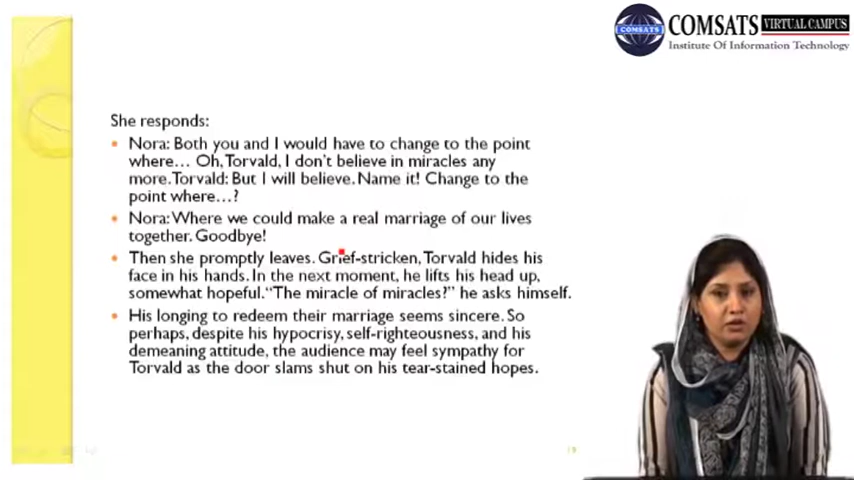 COMSATS VIRTUAL CAMPUS
COMSATS
Institute Of Information Technology
She responds:
Nora: Both you and I would have to change to the point
where... Oh, Torvald, I don't believe in miracles any
more.Torvald: But I will believe. Name it! Change to the
point where...?
Nora: Where we could make a real marriage of our lives
together. Goodbye!
Then she promptly leaves. Grief-stricken, Torvald hides his
face in his hands. In the next moment, he lifts his head up,
somewhat hopeful. "The miracle of miracles?" he asks himself.
His longing to redeem their marriage seems sincere. So
perhaps, despite his hypocrisy, self-righteousness, and his
demeaning attitude, the audience may feel sympathy for
Torvald as the door slams shut on his tear-stained hopes.